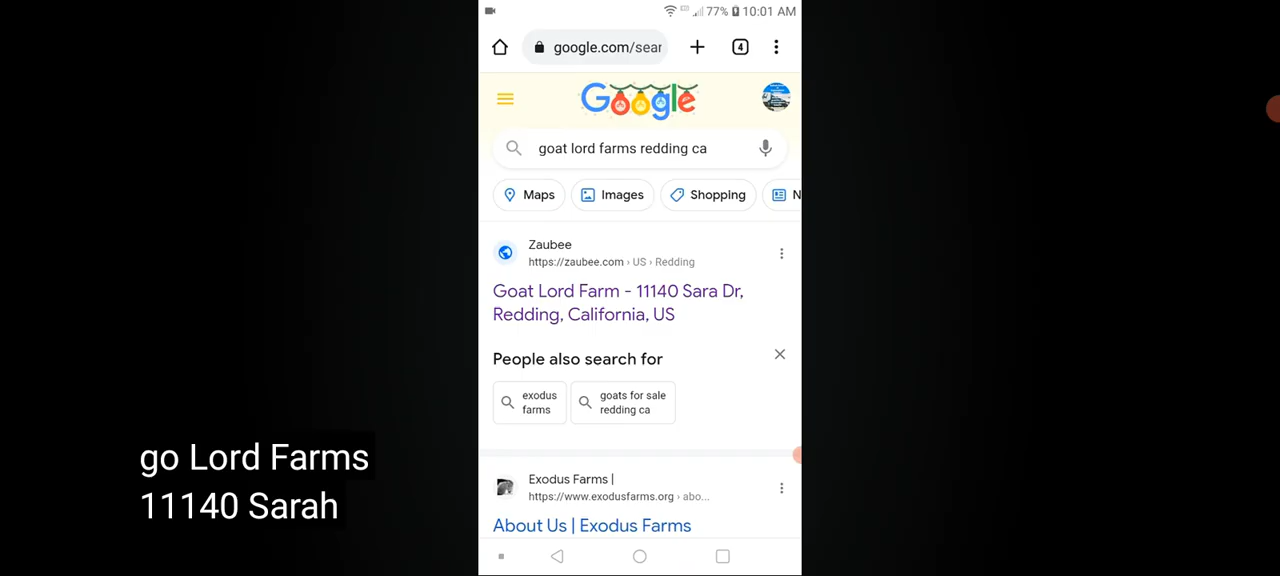 77% 10:01 AM
google.com/sear
4
Google
goat lord farms redding ca
Maps
Images
Shopping
N
Zaubee
https://zaubee.com › US › Redding
Goat Lord Farm - 11140 Sara Dr,
Redding, California, US
People also search for
exodus
farms
goats for sale
redding ca
Exodus Farms |
https://www.exodusfarms.org › abo...
About Us | Exodus Farms
go Lord Farms
11140 Sarah